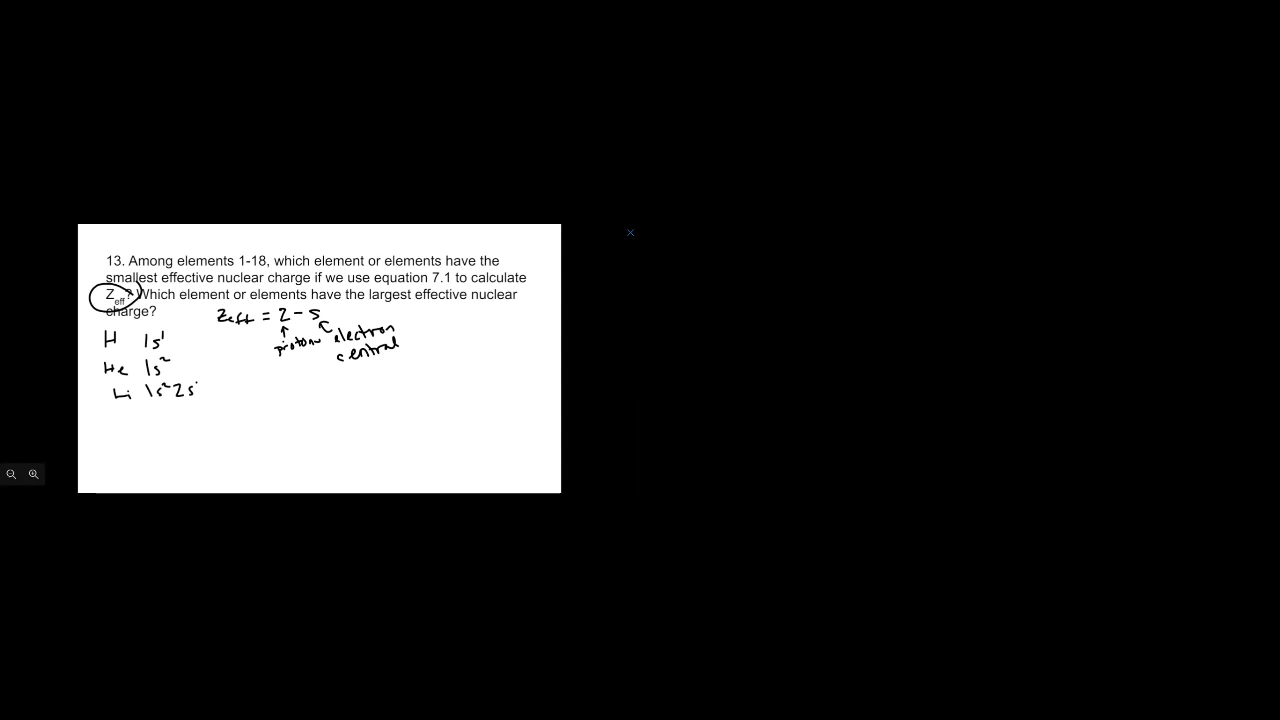 13. Among elements 1-18, which element or elements have the
smallest effective nuclear charge if we use equation 7.1 to calculate
Zeff? Which element or elements have the largest effective nuclear
charge?
Zeff = Z - S
proton electron
central
H 1s¹
He 1s²
Li 1s²2s¹